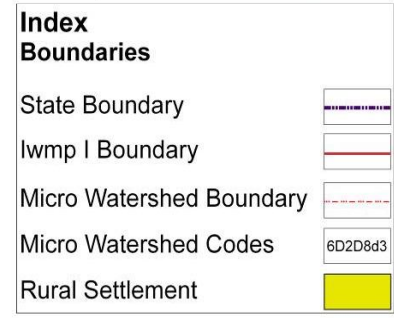 Index
Boundaries
State Boundary
Iwmp I Boundary
Micro Watershed Boundary
Micro Watershed Codes 6D2D8d3
Rural Settlement